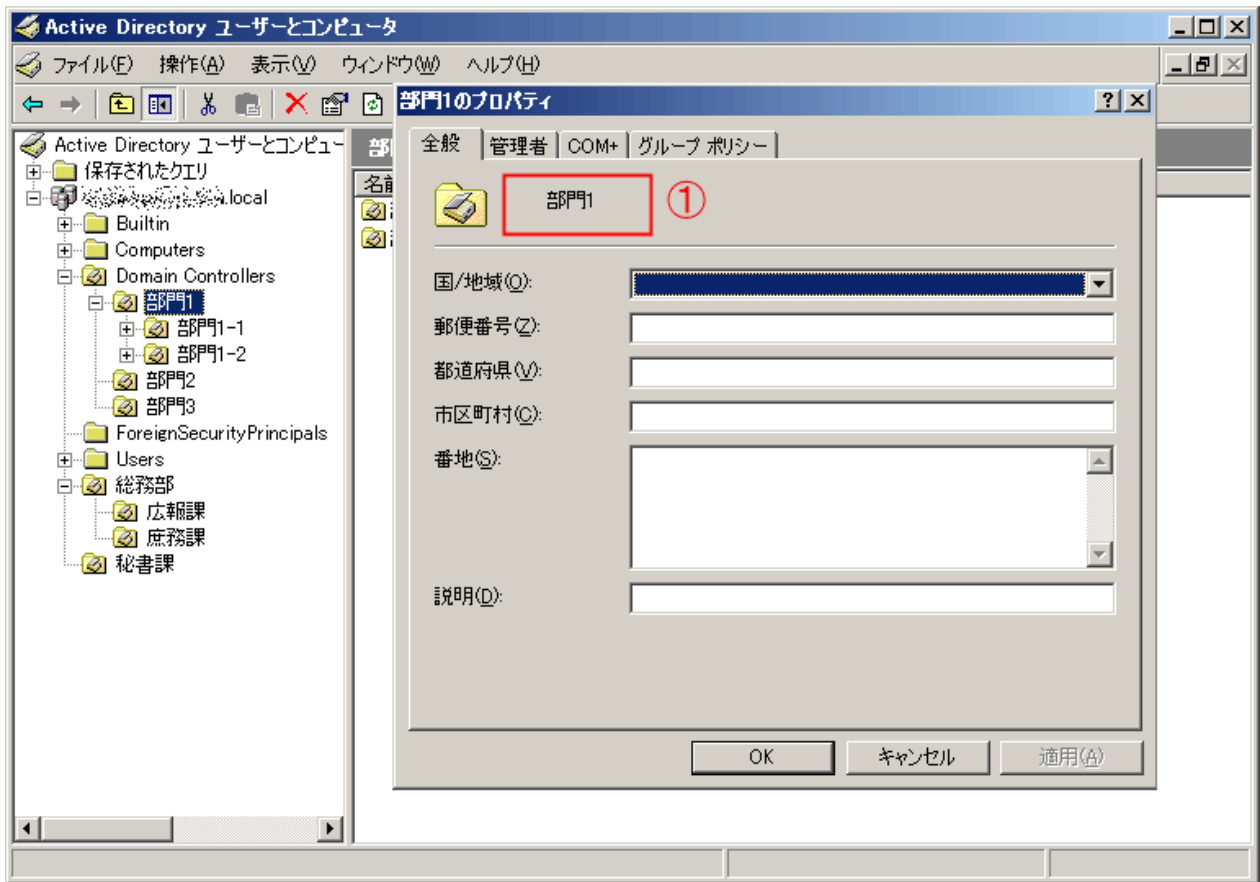 Active Directory ユーザーとコンピュータ
ファイル(F) 操作(A) 表示(V) ウィンドウ(W) ヘルプ(H)
Active Directory ユーザーとコンピュー
保存されたクエリ
.local
Builtin
Computers
Domain Controllers
部門1
部門1-1
部門1-2
部門2
部門3
ForeignSecurityPrincipals
Users
総務部
広報課
庶務課
秘書課
名前
部門1のプロパティ
全般 管理者 COM+ グループ ポリシー
部門1 ①
国/地域(O):
郵便番号(Z):
都道府県(V):
市区町村(C):
番地(S):
説明(D):
OK キャンセル 適用(A)